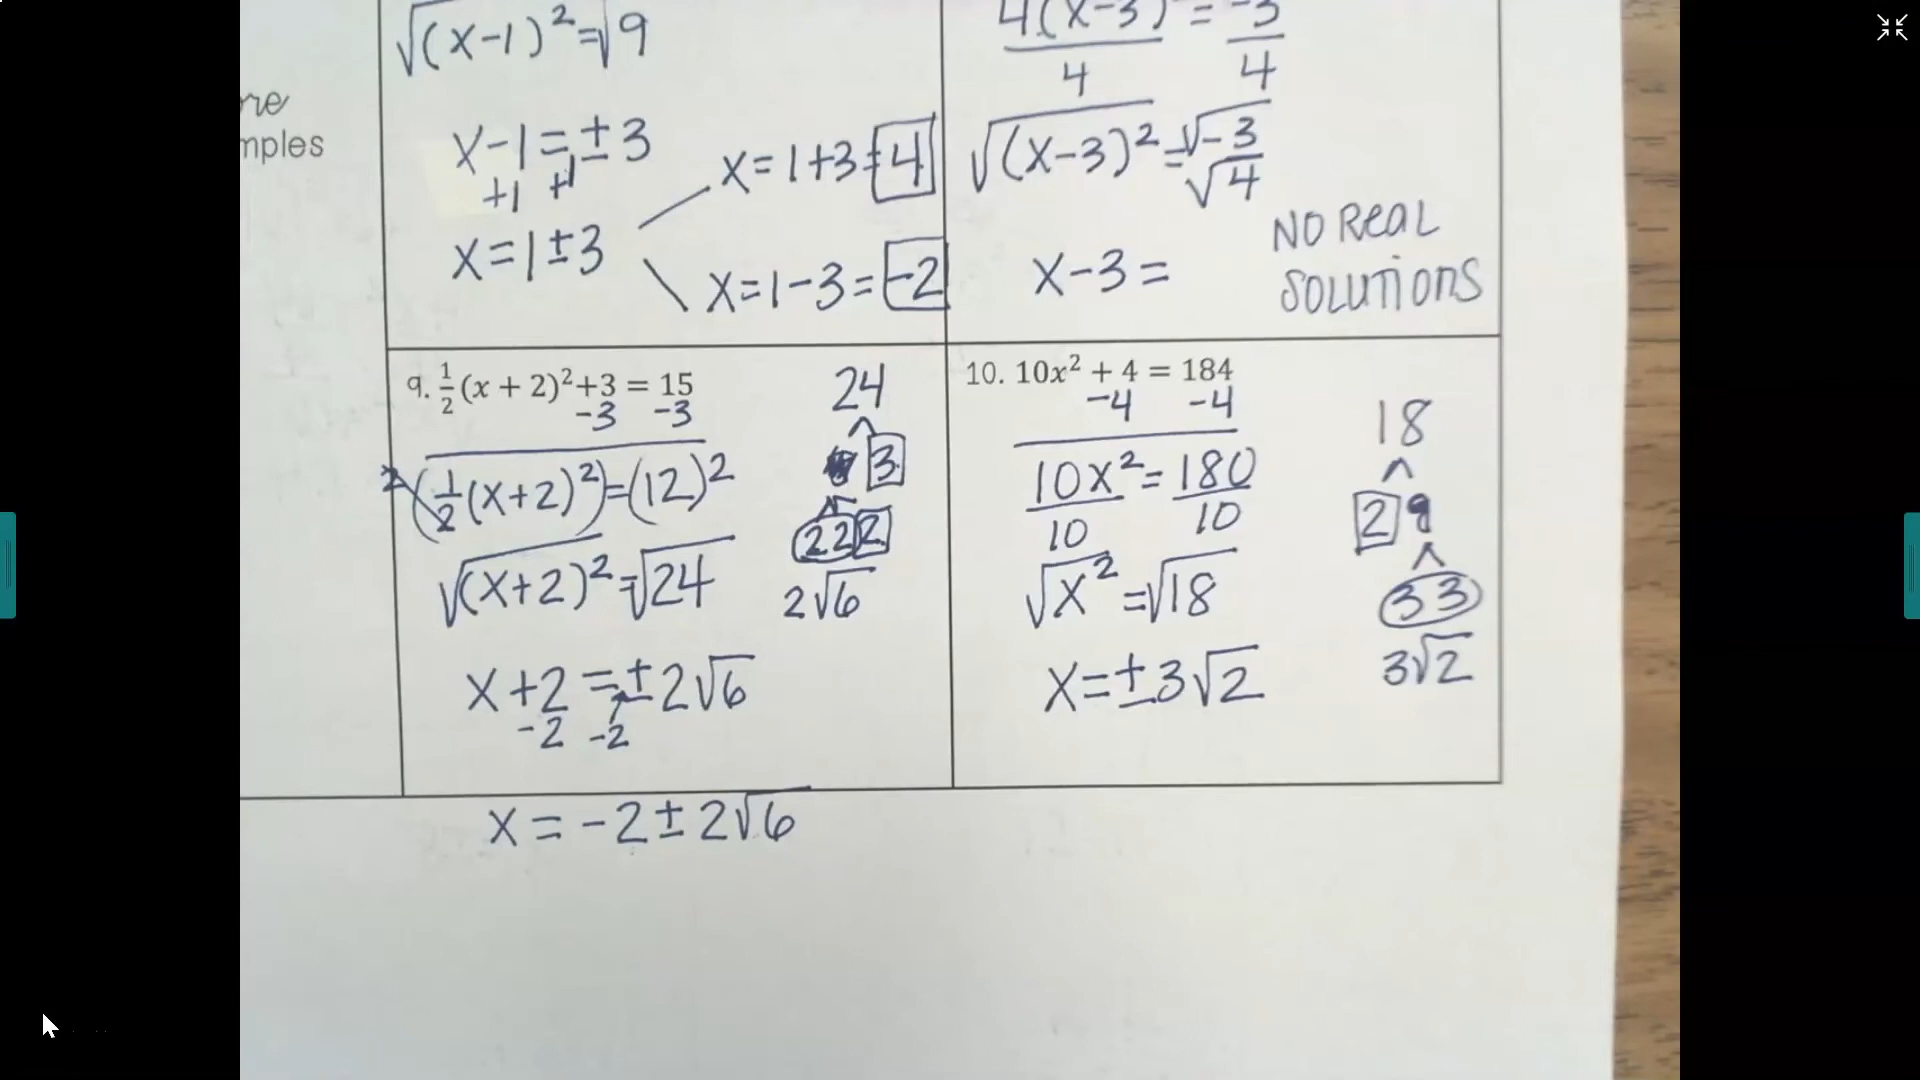 re
mples
√(x-1)² = √9
x-1 = ±3
+1 +1
x = 1±3
x = 1+3 = 4
x = 1-3 = -2
4(x-3)² = -3
4 4
√(x-3)² = √-3
√4
x-3 =
NO REAL
SOLUTIONS
9. ½(x + 2)²+3 = 15
-3 -3
2(½(x+2)²) = (12)2
√(x+2)² = √24
x+2 = ±2√6
-2 -2
x = -2 ± 2√6
24
3
22 2
2√6
10. 10x² + 4 = 184
-4 -4
10x² = 180
10 10
√x² = √18
x = ±3√2
18
2 9
3 3
3√2